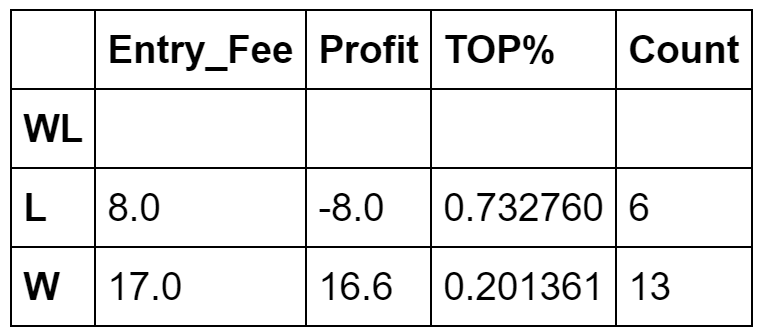 Entry_Fee Profit TOP% Count
WL
L 8.0 -8.0 0.732760 6
W 17.0 16.6 0.201361 13